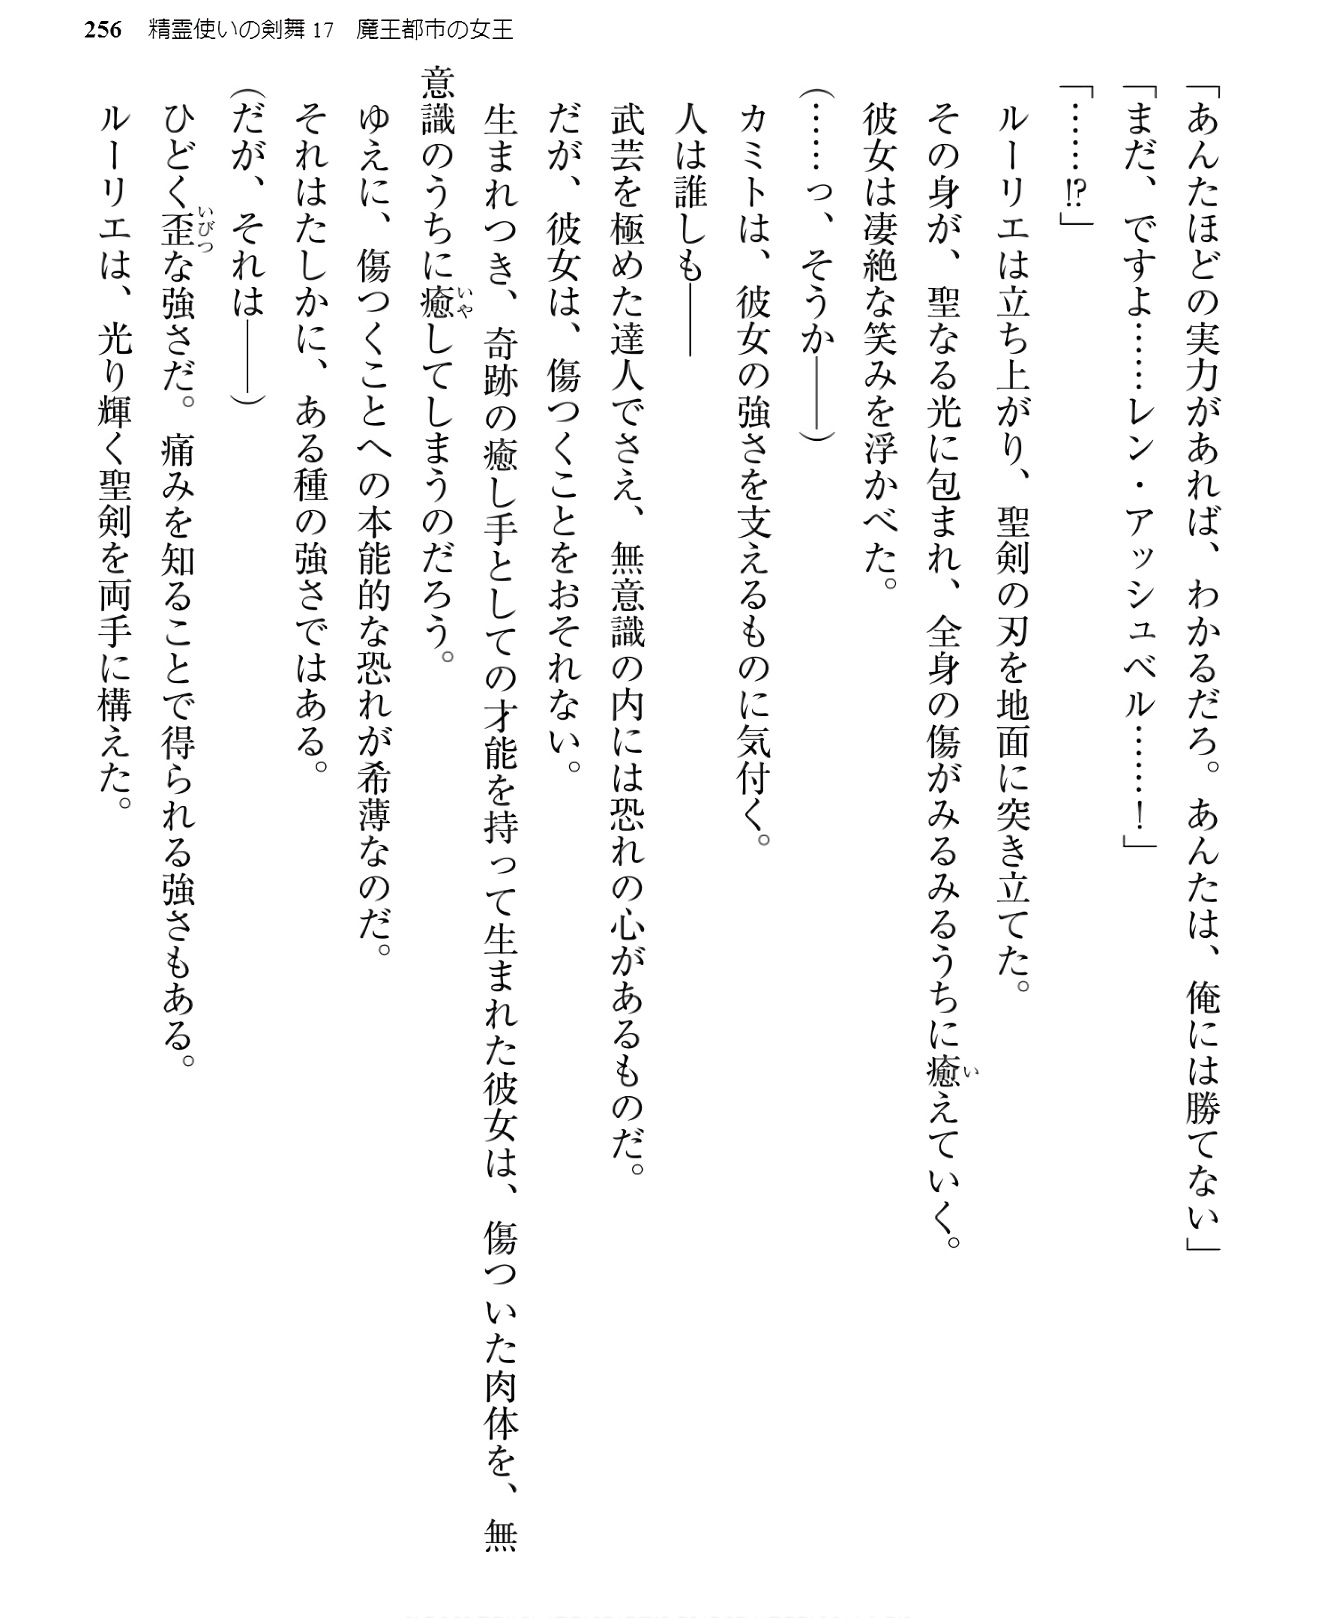 256 精霊使いの剣舞17 魔王都市の女王
「あんたほどの実力があれば、わかるだろ。あんたは、俺には勝てない」
「まだ、ですよ……レン・アッシュベル……！」
「……⁉」
ルーリエは立ち上がり、聖剣の刃を地面に突き立てた。
その身が、聖なる光に包まれ、全身の傷がみるみるうちに癒えていく。
彼女は凄絶な笑みを浮かべた。
（……っ、そうか――）
カミトは、彼女の強さを支えるものに気付く。
人は誰しも――
武芸を極めた達人でさえ、無意識の内には恐れの心があるものだ。
だが、彼女は、傷つくことをおそれない。
生まれつき、奇跡の癒し手としての才能を持って生まれた彼女は、傷ついた肉体を、無
意識のうちに癒してしまうのだろう。
ゆえに、傷つくことへの本能的な恐れが希薄なのだ。
それはたしかに、ある種の強さではある。
（だが、それは――）
ひどく歪な強さだ。痛みを知ることで得られる強さもある。
ルーリエは、光り輝く聖剣を両手に構えた。